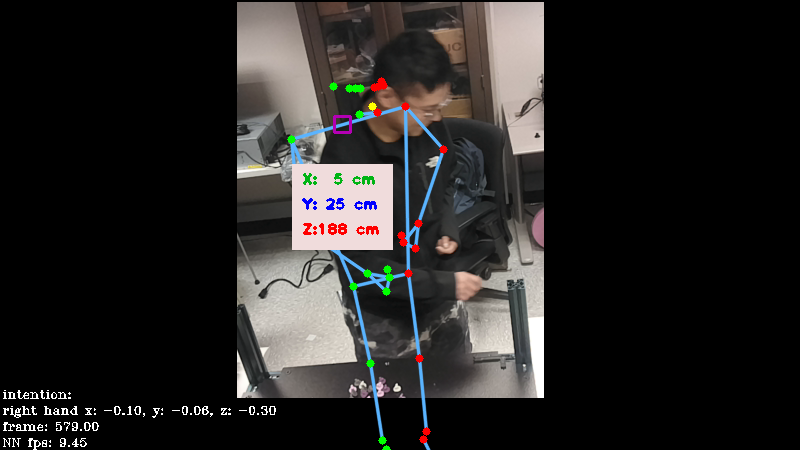 X: 5 cm
Y: 25 cm
Z:188 cm
intention:
right hand x: -0.10, y: -0.06, z: -0.30
frame: 579.00
NN fps: 9.45